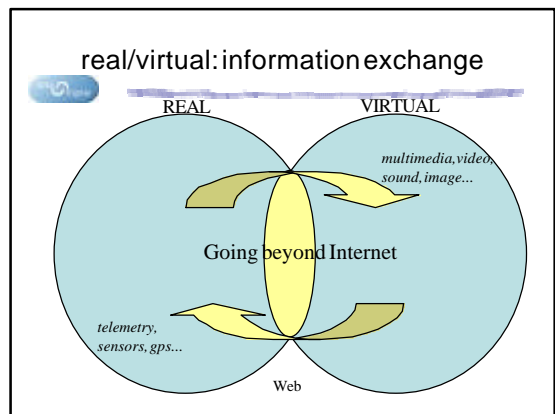 real/virtual: information exchange
REAL
VIRTUAL
multimedia, video,
sound, image...
Going beyond Internet
telemetry,
sensors, gps...
Web